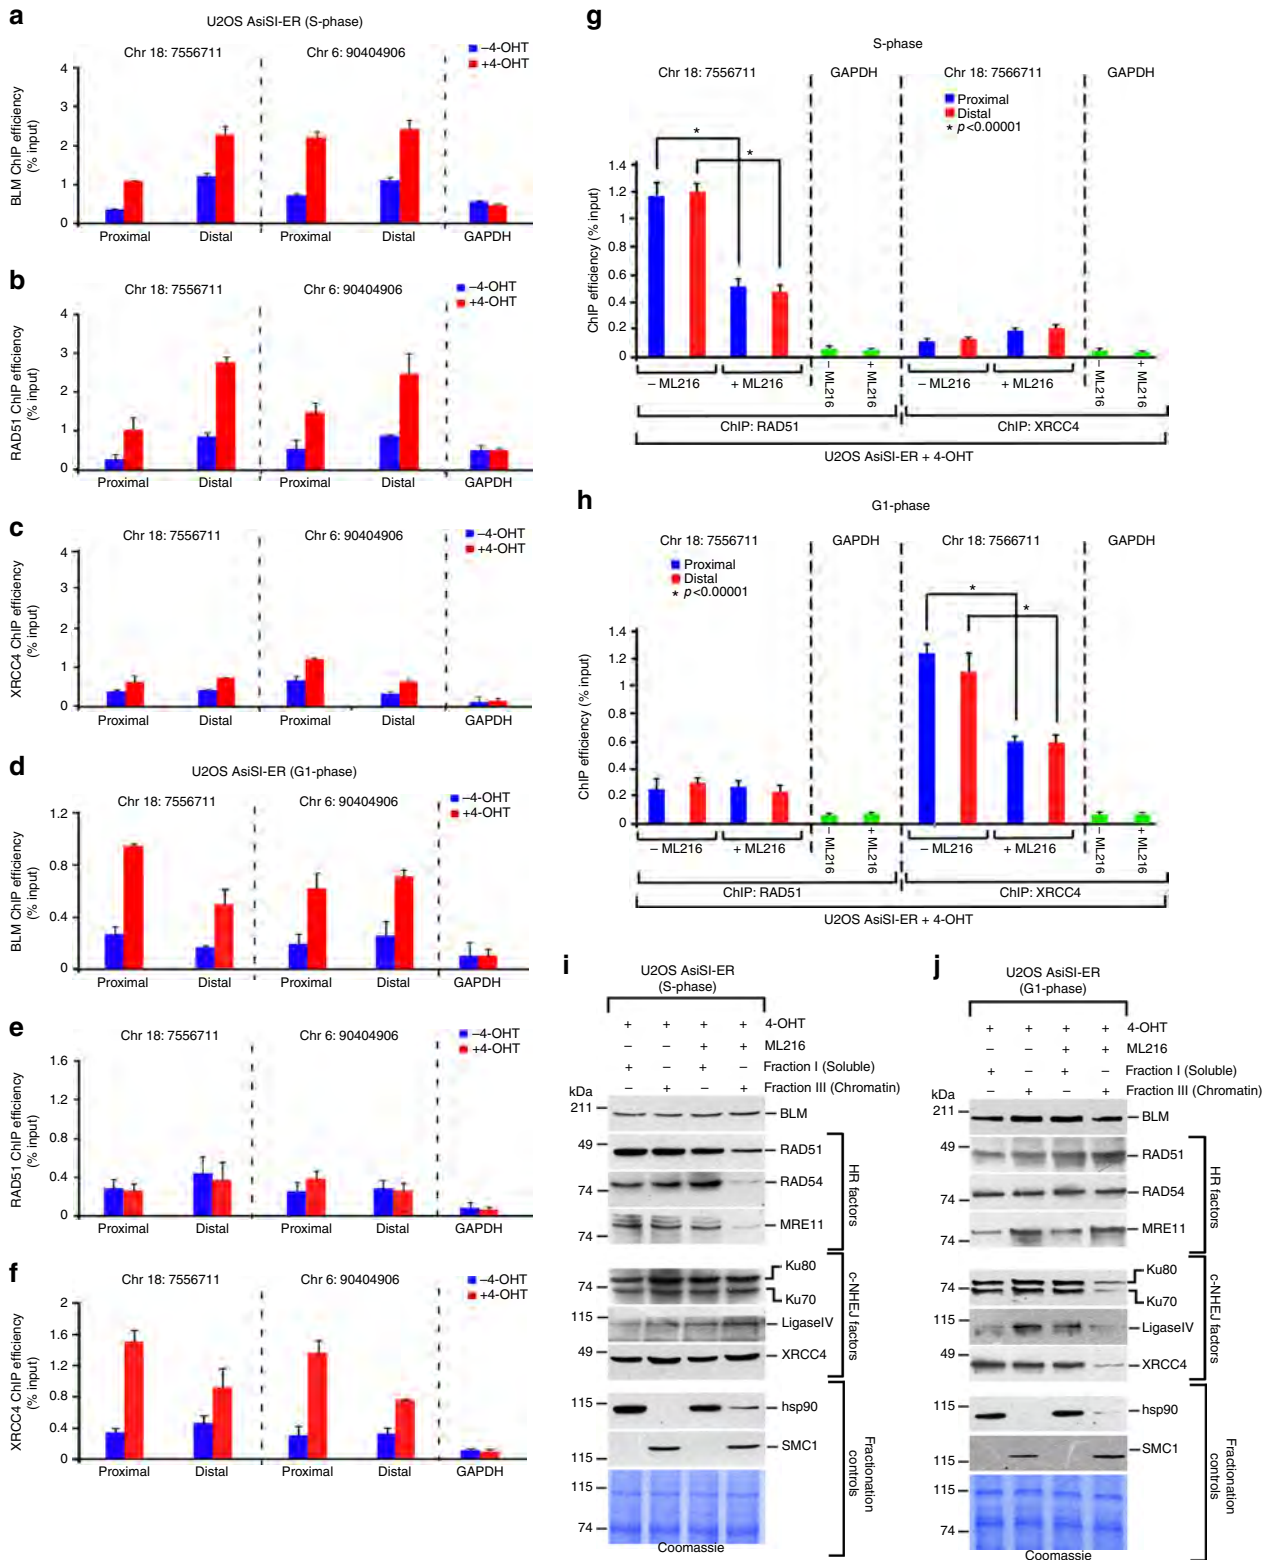 a
U2OS AsiSI-ER (S-phase)
Chr 18: 7556711
Chr 6: 90404906
–4-OHT
+4-OHT
BLM ChIP efficiency
(% input)
4
3
2
1
0
Proximal
Distal
Proximal
Distal
GAPDH
b
Chr 18: 7556711
Chr 6: 90404906
–4-OHT
+4-OHT
RAD51 ChIP efficiency
(% input)
4
3
2
1
0
Proximal
Distal
Proximal
Distal
GAPDH
c
Chr 18: 7556711
Chr 6: 90404906
–4-OHT
+4-OHT
XRCC4 ChIP efficiency
(% input)
4
3
2
1
0
Proximal
Distal
Proximal
Distal
GAPDH
d
U2OS AsiSI-ER (G1-phase)
Chr 18: 7556711
Chr 6: 90404906
–4-OHT
+4-OHT
BLM ChIP efficiency
(% input)
1.2
0.8
0.4
0
Proximal
Distal
Proximal
Distal
GAPDH
e
Chr 18: 7556711
Chr 6: 90404906
–4-OHT
+4-OHT
RAD51 ChIP efficiency
(% input)
1.6
1.2
0.8
0.4
0
Proximal
Distal
Proximal
Distal
GAPDH
f
Chr 18: 7556711
Chr 6: 90404906
–4-OHT
+4-OHT
XRCC4 ChIP efficiency
(% input)
2
1.6
1.2
0.8
0.4
0
Proximal
Distal
Proximal
Distal
GAPDH
g
S-phase
Chr 18: 7556711
GAPDH
Chr 18: 7566711
GAPDH
Proximal
Distal
* p<0.00001
*
*
ChIP efficiency (% input)
1.4
1.2
1.0
0.8
0.6
0.4
0.2
0
– ML216
+ ML216
– ML216
+ ML216
– ML216
+ ML216
– ML216
+ ML216
ChIP: RAD51
ChIP: XRCC4
U2OS AsiSI-ER + 4-OHT
h
G1-phase
Chr 18: 7556711
GAPDH
Chr 18: 7566711
GAPDH
Proximal
Distal
* p<0.00001
*
*
ChIP efficiency (% input)
1.4
1.2
1.0
0.8
0.6
0.4
0.2
0
– ML216
+ ML216
– ML216
+ ML216
– ML216
+ ML216
– ML216
+ ML216
ChIP: RAD51
ChIP: XRCC4
U2OS AsiSI-ER + 4-OHT
i
U2OS AsiSI-ER
(S-phase)
+ + + + 4-OHT
– – + + ML216
+ – + – Fraction I (Soluble)
– + – + Fraction III (Chromatin)
kDa
211
BLM
49
RAD51
RAD54
74
MRE11
74
HR factors
Ku80
74
Ku70
115
LigaseIV
49
XRCC4
c-NHEJ factors
115
hsp90
SMC1
115
115
74
Fractionation
controls
Coomassie
j
U2OS AsiSI-ER
(G1-phase)
+ + + + 4-OHT
– – + + ML216
+ – + – Fraction I (Soluble)
– + – + Fraction III (Chromatin)
kDa
211
BLM
49
RAD51
RAD54
74
MRE11
74
HR factors
Ku80
74
Ku70
115
LigaseIV
49
XRCC4
c-NHEJ factors
115
hsp90
SMC1
115
115
74
Fractionation
controls
Coomassie